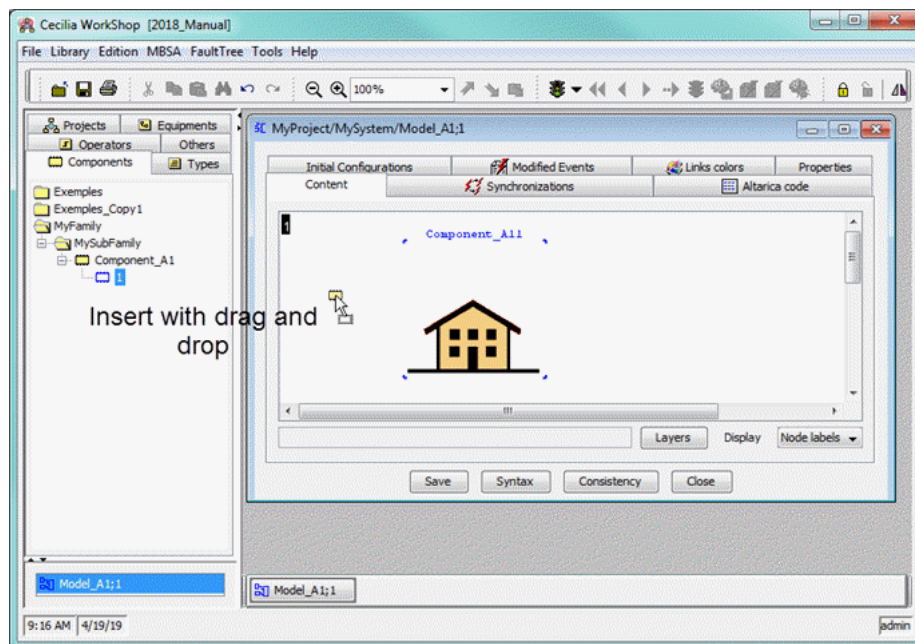 Cecilia WorkShop [2018_Manual]
File Library Edition MBSA FaultTree Tools Help
100%
Projects Equipments
Operators Others
Components Types
Exemples
Exemples_Copy1
MyFamily
MySubFamily
Component_A1
1
Insert with drag and
drop
MyProject/MySystem/Model_A1;1
Initial Configurations Modified Events Links colors Properties
Content Synchronizations Altarica code
1
Component_A11
Layers Display Node labels
Save Syntax Consistency Close
Model_A1;1
Model_A1;1
9:16 AM 4/19/19 admin